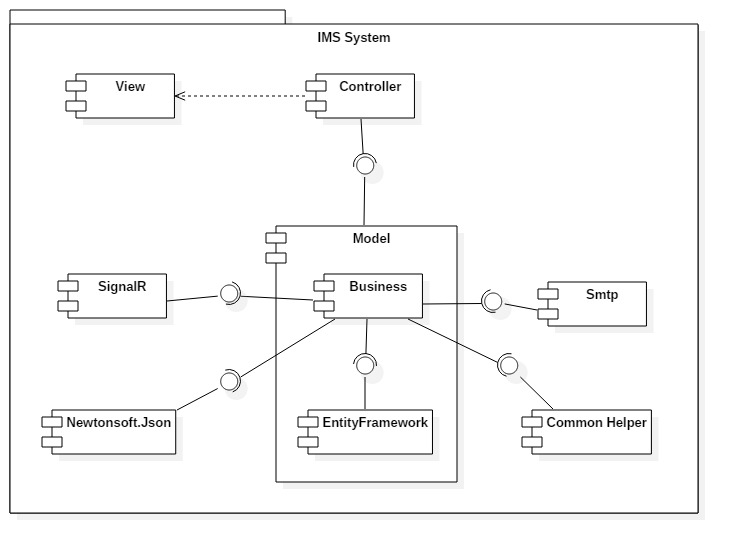 IMS System
View
Controller
Model
SignalR
Business
Smtp
Newtonsoft.Json
EntityFramework
Common Helper